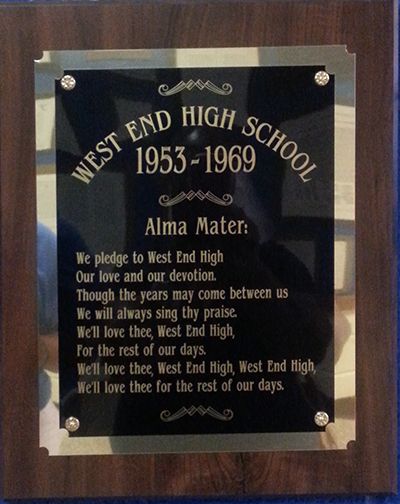 WEST END HIGH SCHOOL
1953-1969
Alma Mater:
We pledge to West End High
Our love and our devotion.
Though the years may come between us
We will always sing thy praise.
We'll love thee, West End High,
For the rest of our days.
We'll love thee, West End High, West End High,
We'll love thee for the rest of our days.